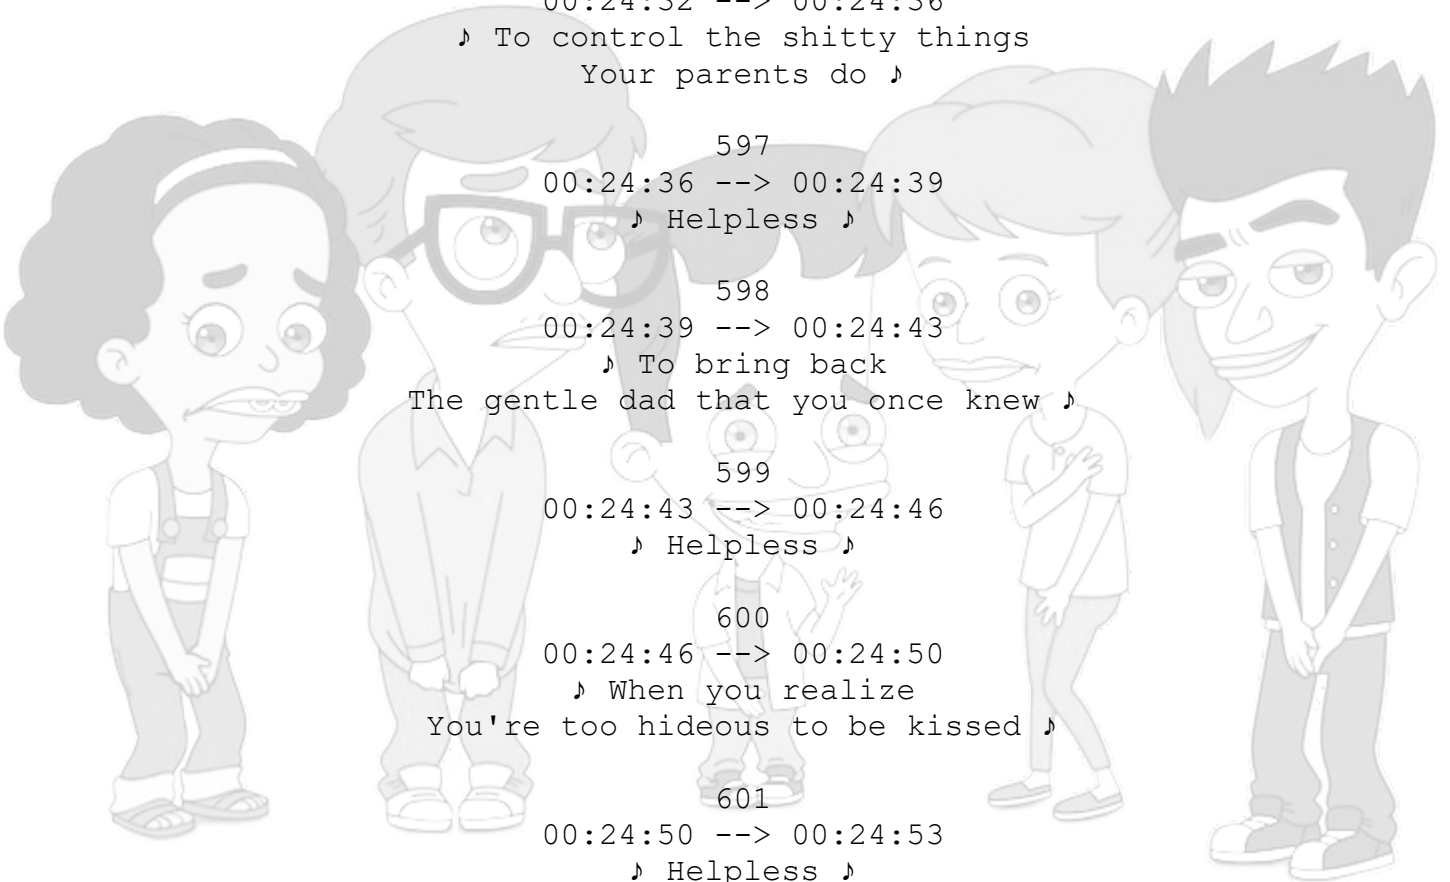 00:24:32 --> 00:24:36
♪ To control the shitty things
Your parents do ♪
597
00:24:36 --> 00:24:39
♪ Helpless ♪
598
00:24:39 --> 00:24:43
♪ To bring back
The gentle dad that you once knew ♪
599
00:24:43 --> 00:24:46
♪ Helpless ♪
600
00:24:46 --> 00:24:50
♪ When you realize
You're too hideous to be kissed ♪
601
00:24:50 --> 00:24:53
♪ Helpless ♪